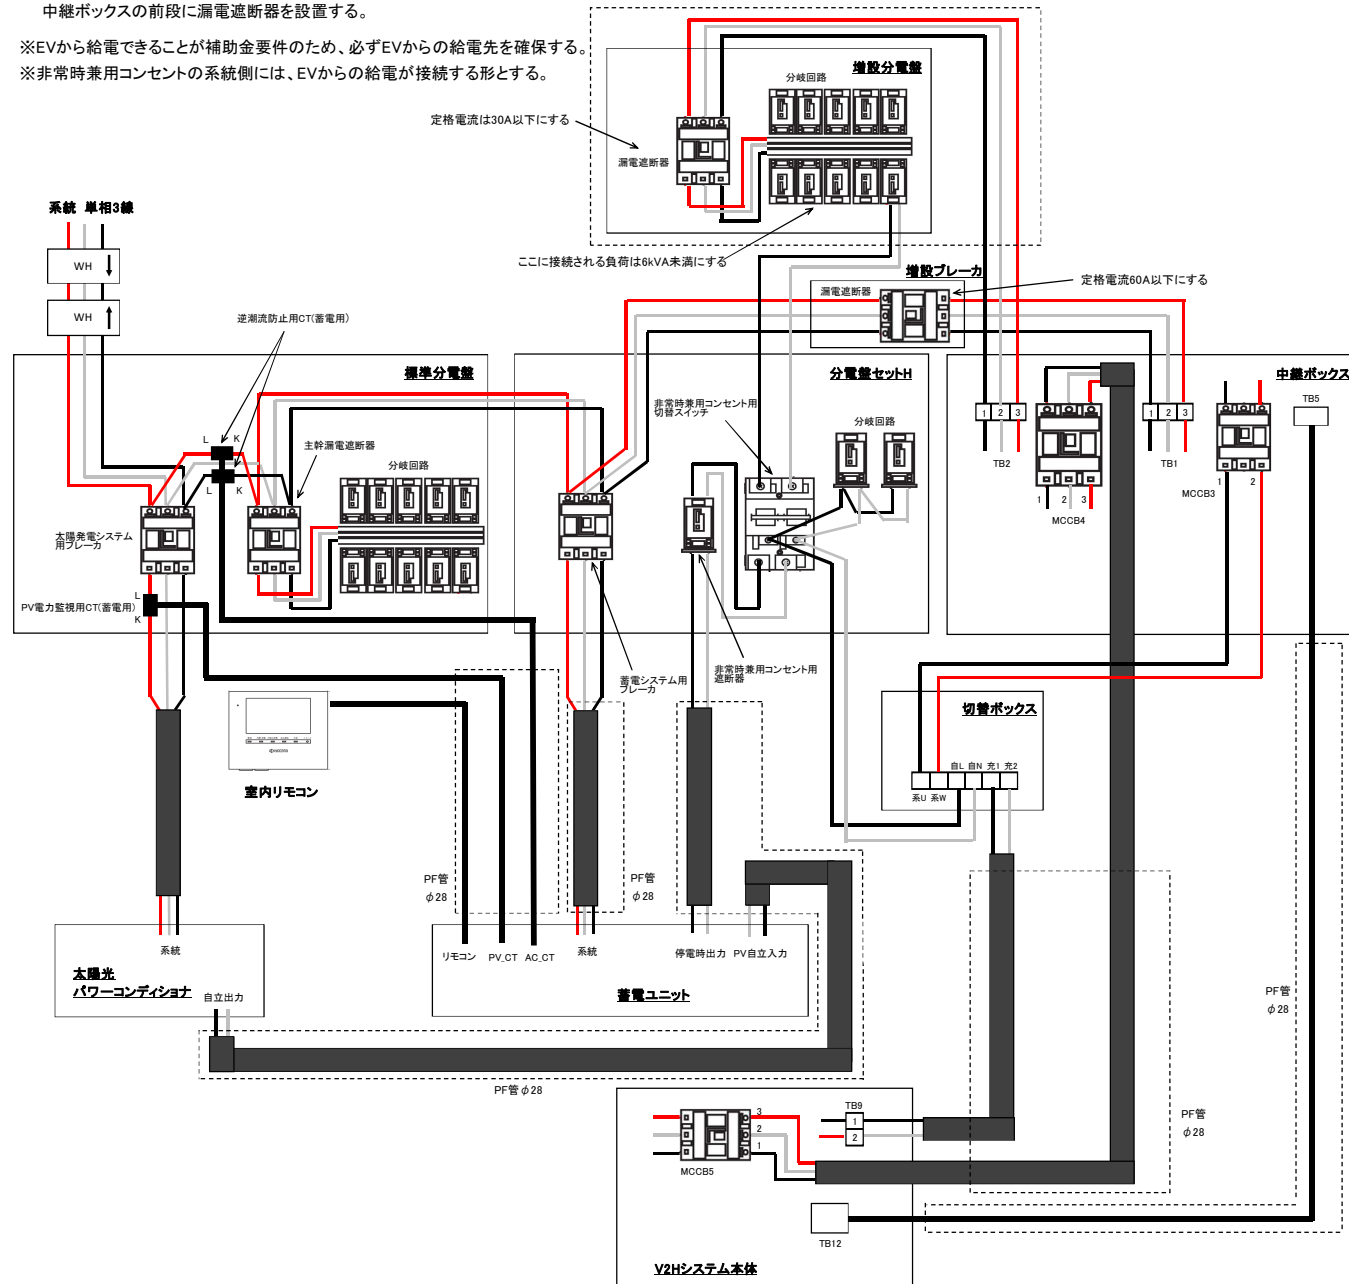 中継ボックスの前段に漏電遮断器を設置する。
※EVから給電できることが補助金要件のため、必ずEVからの給電先を確保する。
※非常時兼用コンセントの系統側には、EVからの給電が接続する形とする。
増設分電盤
分岐回路
定格電流は30A以下にする
漏電遮断器
系統 単相3線
WH
WH
ここに接続される負荷は6kVA未満にする
増設ブレーカ
漏電遮断器
定格電流60A以下にする
逆潮流防止用CT(蓄電用)
標準分電盤
分電盤セットH
中継ボックス
非常時兼用コンセント用
切替スイッチ
分岐回路
TB5
1 2 3
1 2 3
L K
主幹漏電遮断器
分岐回路
L K
TB2
TB1
1 2
MCCB3
1 2 3
MCCB4
太陽発電システム
用ブレーカ
L
PV電力監視用CT(蓄電用)
K
非常時兼用コンセント用
遮断器
蓄電システム用
ブレーカ
切替ボックス
KYOCERA
室内リモコン
自L 自N 充1 充2
系U 系W
PF管
φ28
PF管
φ28
系統
リモコン PV_CT AC_CT
系統
停電時出力 PV自立入力
太陽光
パワーコンディショナ
自立出力
蓄電ユニット
PF管
φ28
PF管φ28
TB9
1
2
3
2
1
MCCB5
PF管
φ28
TB12
V2Hシステム本体